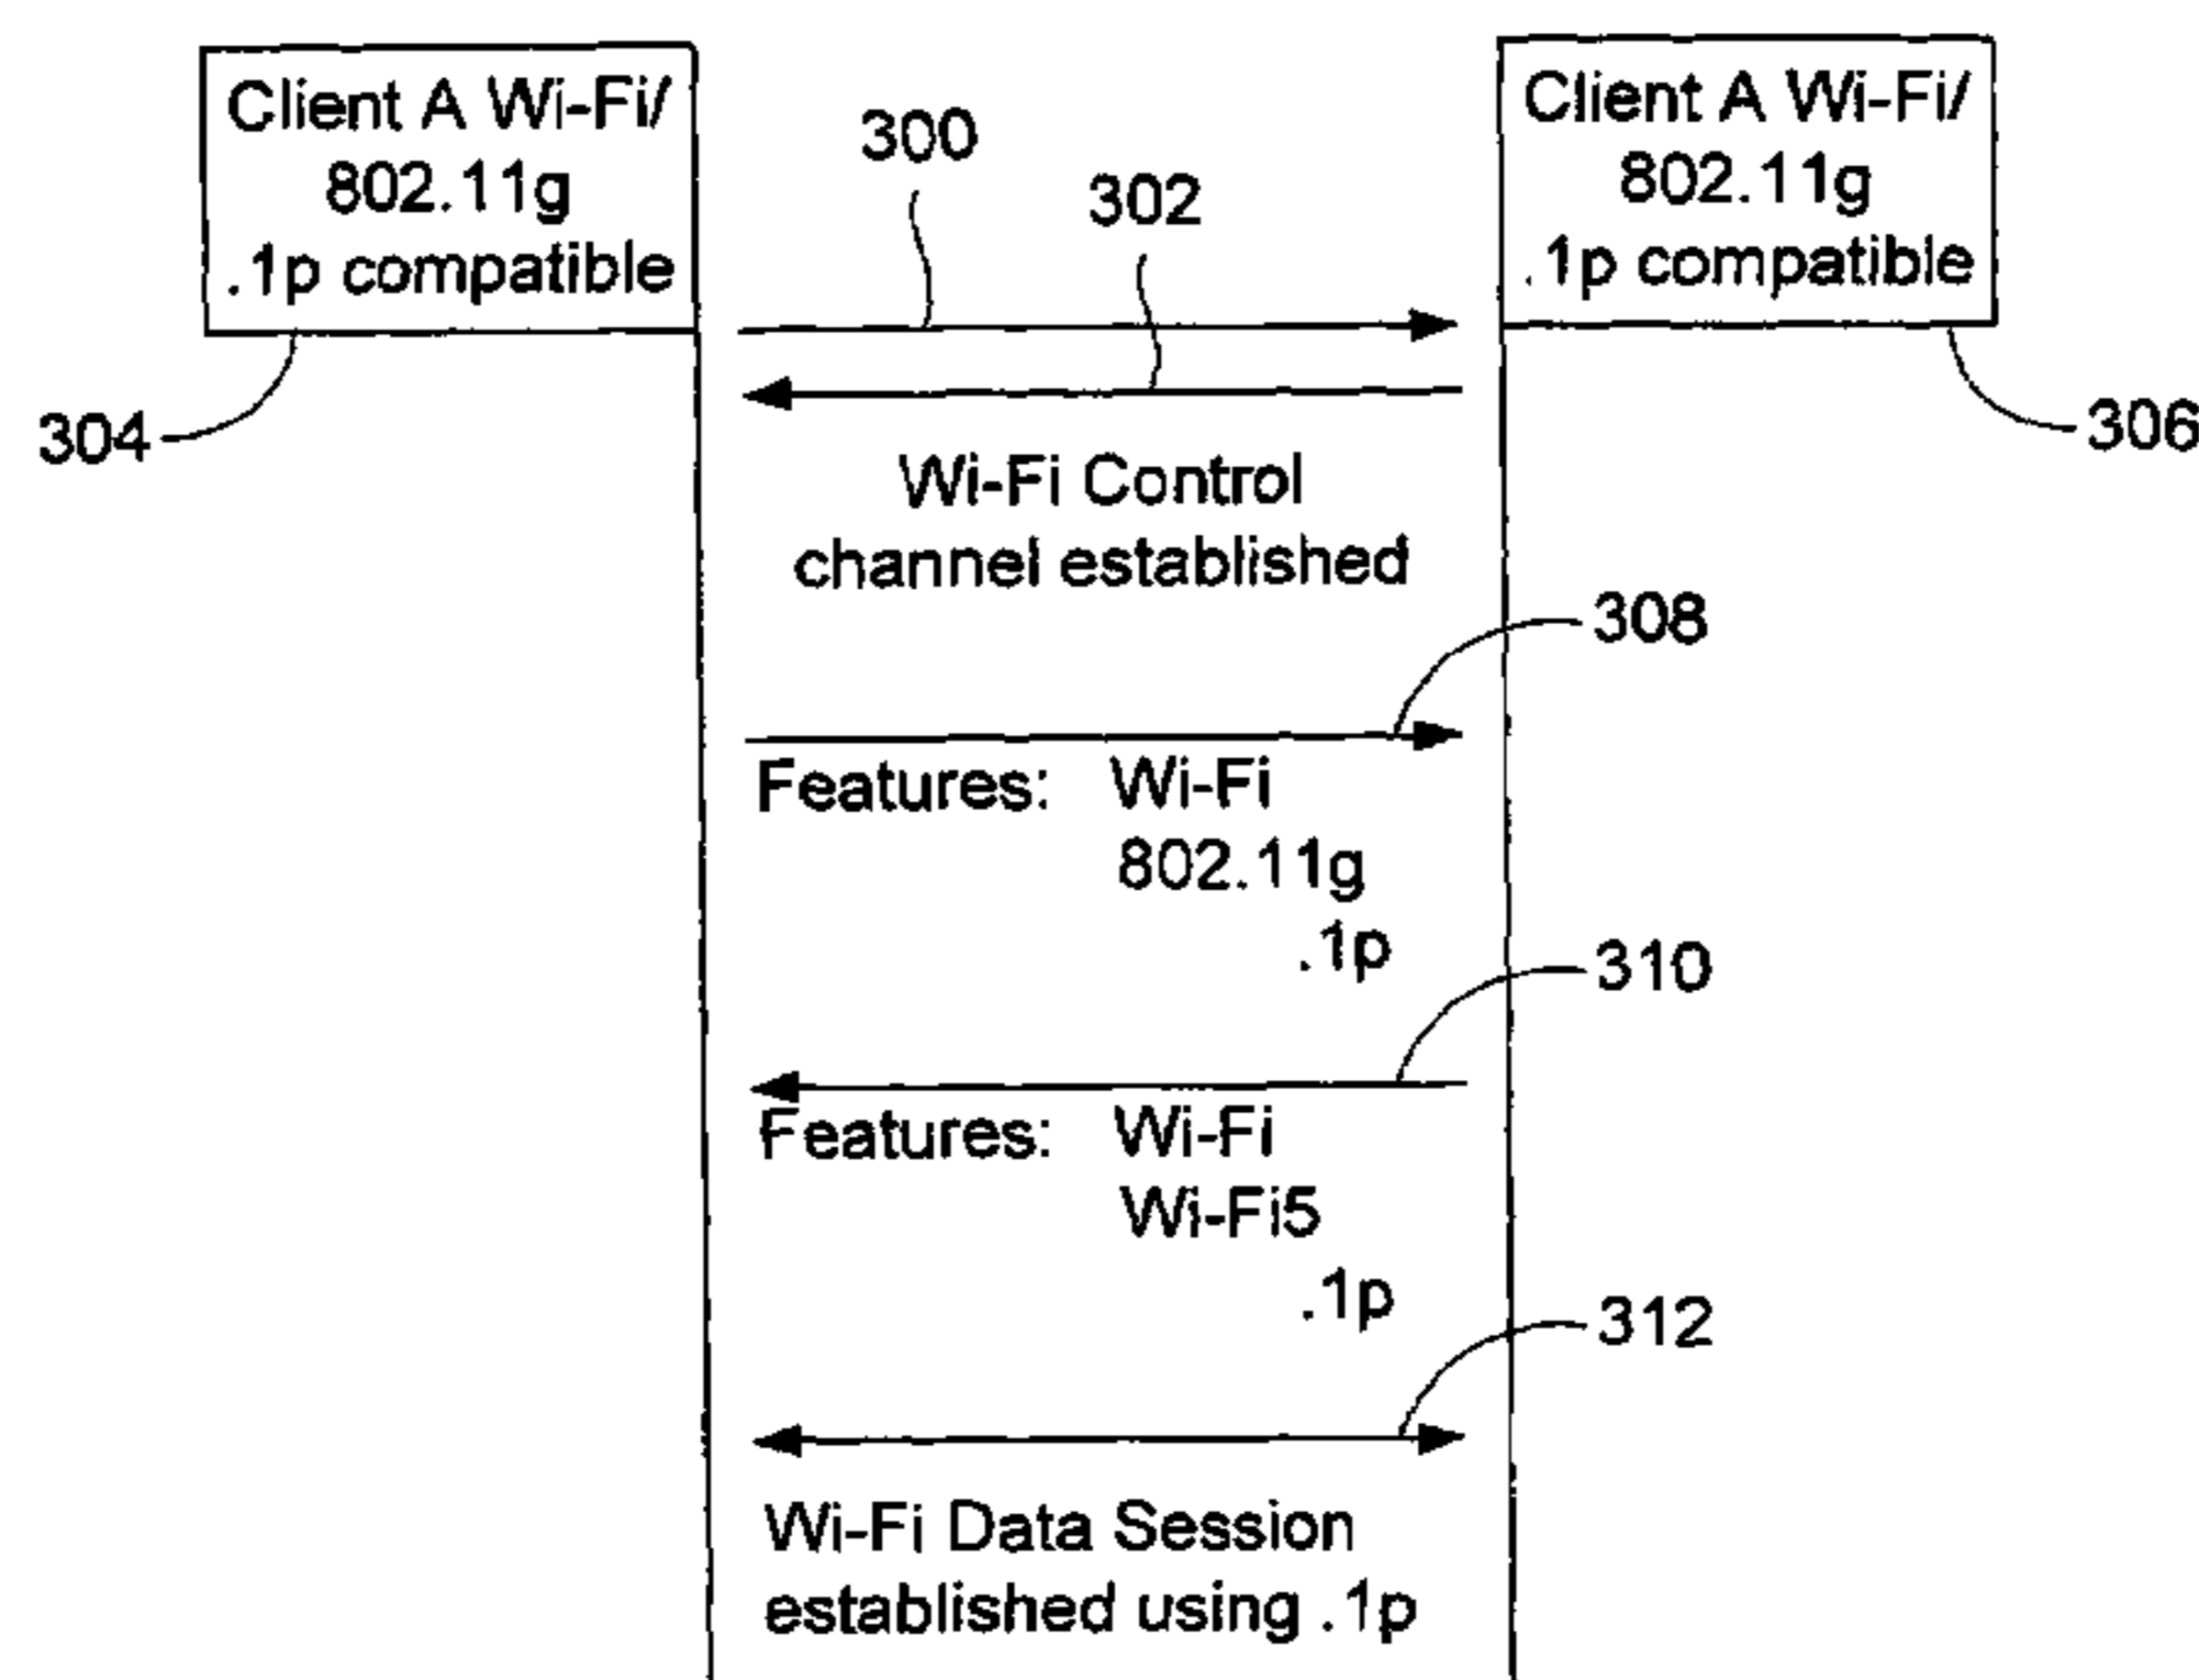 Client A Wi-Fi/
802.11g
.1p compatible
Client A Wi-Fi/
802.11g
.1p compatible
300
302
304
306
Wi-Fi Control
channel established
308
Features: Wi-Fi
802.11g
.1p
310
Features: Wi-Fi
Wi-Fi5
.1p
312
Wi-Fi Data Session
established using .1p